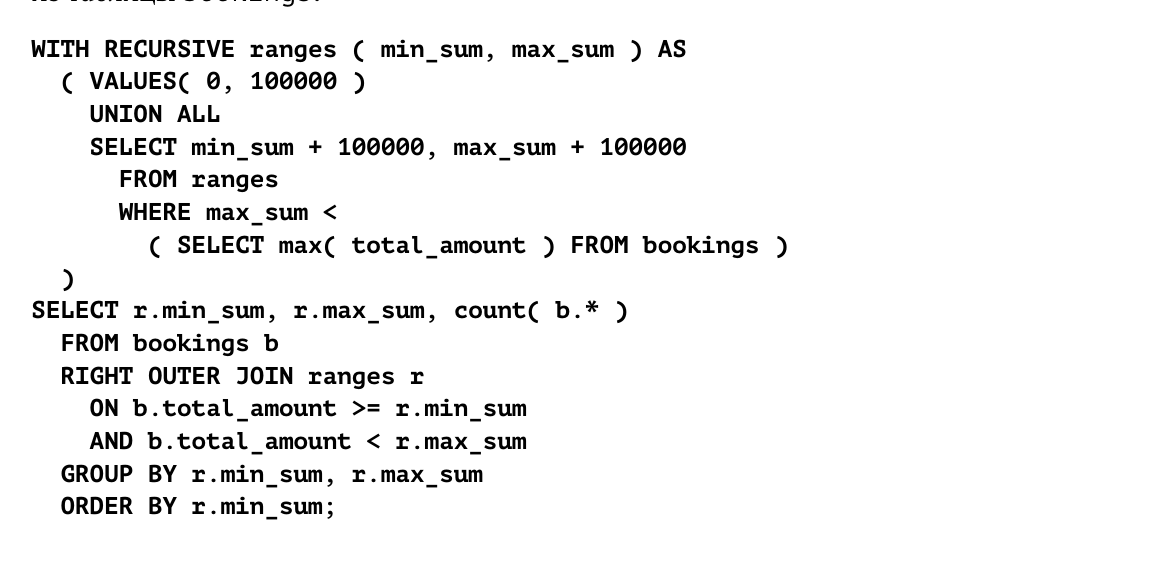 WITH RECURSIVE ranges ( min_sum, max_sum ) AS
( VALUES( 0, 100000 )
UNION ALL
SELECT min_sum + 100000, max_sum + 100000
FROM ranges
WHERE max_sum <
( SELECT max( total_amount ) FROM bookings )
)
SELECT r.min_sum, r.max_sum, count( b.* )
FROM bookings b
RIGHT OUTER JOIN ranges r
ON b.total_amount >= r.min_sum
AND b.total_amount < r.max_sum
GROUP BY r.min_sum, r.max_sum
ORDER BY r.min_sum;